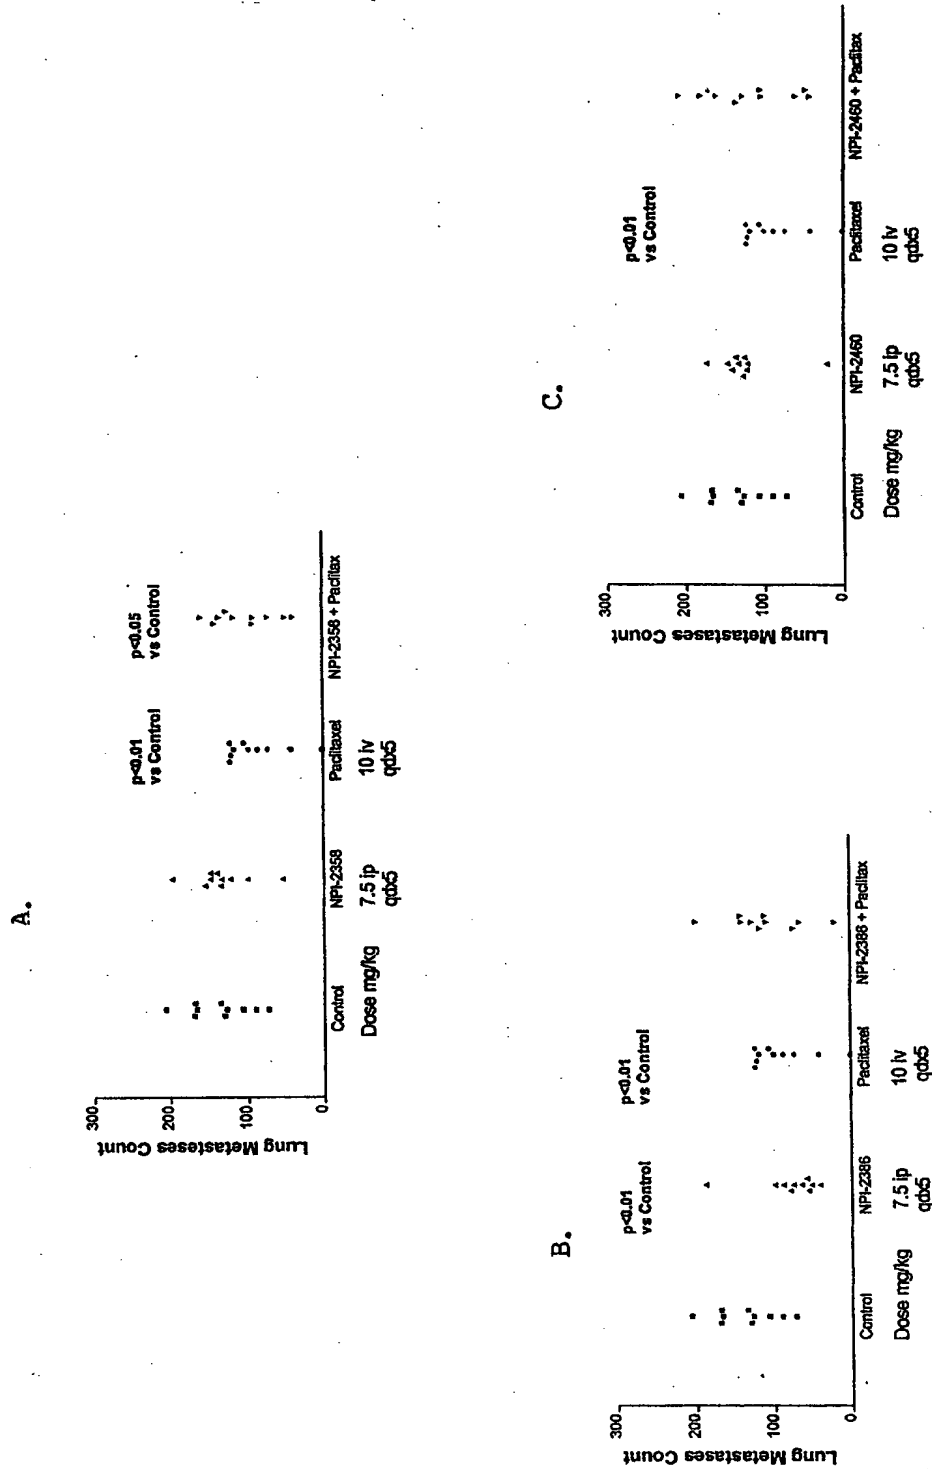 A.
300
200
100
0
Lung Metasteses Count
p<0.01
vs Control
p<0.05
vs Control
Control
NPI-2358
Paclitaxel
NPI-2358 + Paclitax
Dose mg/kg
7.5 ip
qdx5
10 iv
qdx5
B.
300
200
100
0
Lung Metastases Count
p<0.01
vs Control
p<0.01
vs Control
Control
NPI-2386
Paclitaxel
NPI-2388 + Paclitax
Dose mg/kg
7.5 ip
qdx5
10 iv
qdx5
C.
300
200
100
0
Lung Metastases Count
p<0.01
vs Control
Control
NPI-2460
Paclitaxel
NPI-2460 + Paclitax
Dose mg/kg
7.5 ip
qdx5
10 iv
qdx5